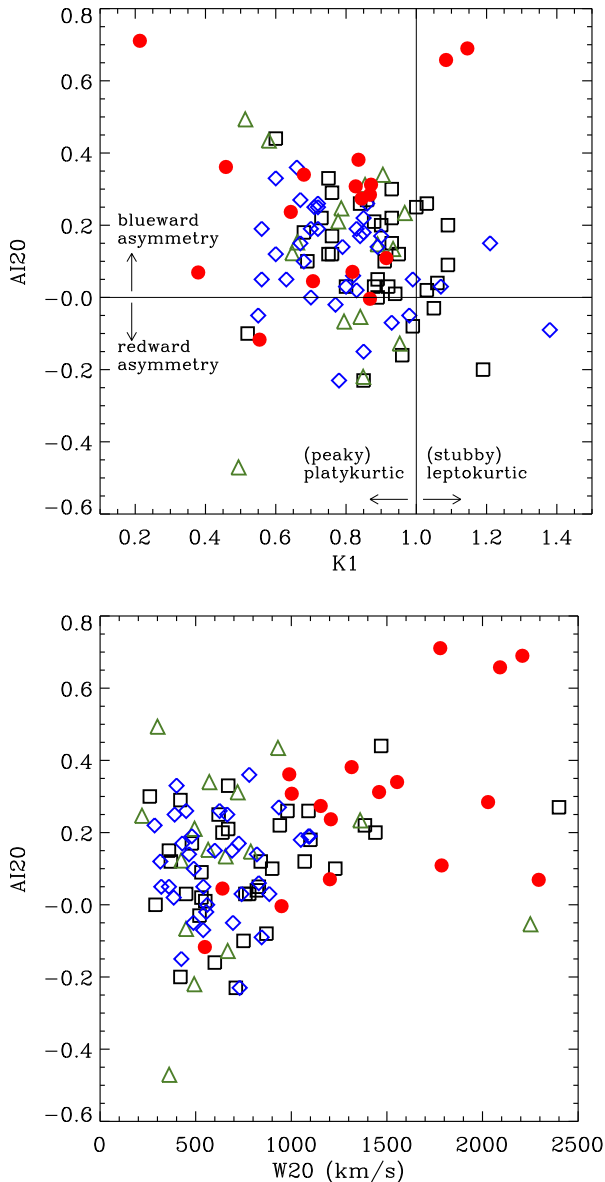 0.8
0.6
0.4
0.2
-0.0
-0.2
-0.4
-0.6
AI20
blueward
asymmetry
redward
asymmetry
(peaky) (stubby)
platykurtic leptokurtic
0.2 0.4 0.6 0.8 1.0 1.2 1.4
K1
0.8
0.6
0.4
0.2
-0.0
-0.2
-0.4
-0.6
AI20
0 500 1000 1500 2000 2500
W20 (km/s)